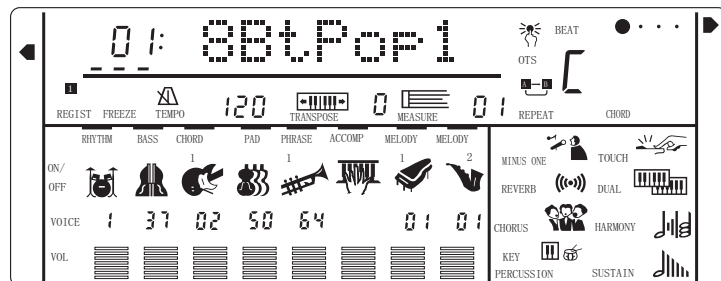 01: 8BtPop1
BEAT
OTS
A-B
C
1
REGIST FREEZE TEMPO 120 TRANSPOSE 0 MEASURE 01 REPEAT CHORD
RHYTHM BASS CHORD PAD PHRASE ACCOMP MELODY MELODY
1 1 1 2
ON/
OFF
VOICE 1 37 02 50 64 01 01
VOL
MINUS ONE TOUCH
REVERB DUAL
CHORUS HARMONY
KEY
PERCUSSION SUSTAIN